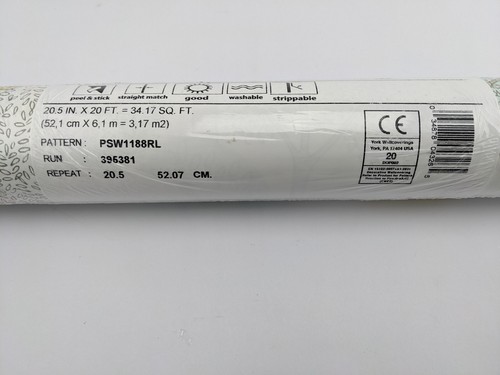 peel & stick straight match good washable strippable
20.5 IN. X 20 FT. = 34.17 SQ. FT.
(52,1 cm X 6,1 m = 3,17 m2)
PATTERN: PSW1188RL
RUN : 395381
REPEAT : 20.5 52.07 CM.
CE
York Wallcoverings
York, PA 17404 USA
20